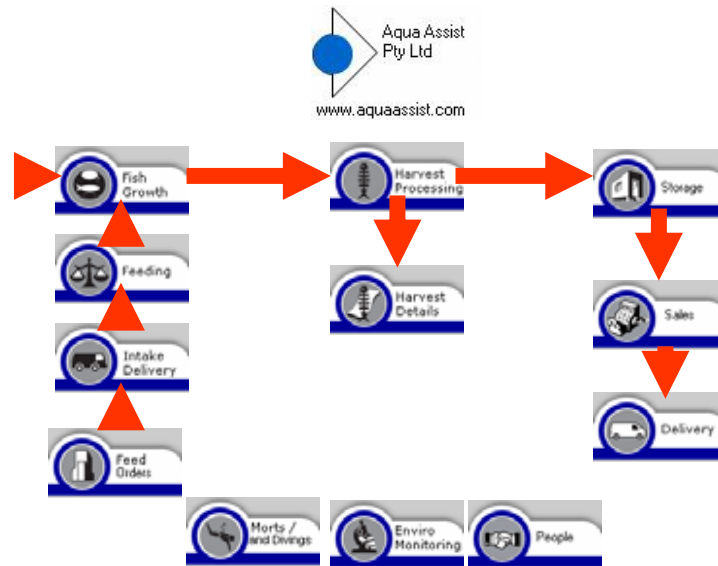 Aqua Assist
Pty Ltd
www.aquaassist.com
Fish
Growth
Harvest
Processing
Storage
Feeding
Harvest
Details
Sales
Intake
Delivery
Delivery
Feed
Orders
Morts /
and Divings
Enviro
Monitoring
People